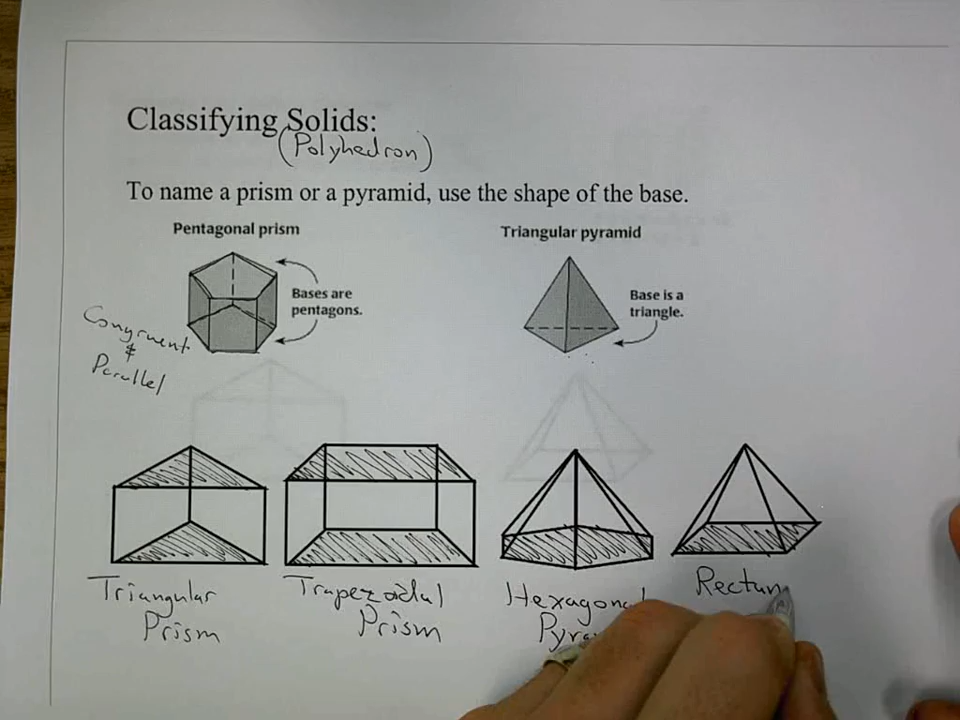 Classifying Solids:
(Polyhedron)
To name a prism or a pyramid, use the shape of the base.
Pentagonal prism
Triangular pyramid
Bases are
pentagons.
Base is a
triangle.
Congruent
&
Parallel
Triangular
Prism
Trapezoidal
Prism
Hexagonal
Pyra
Rectan